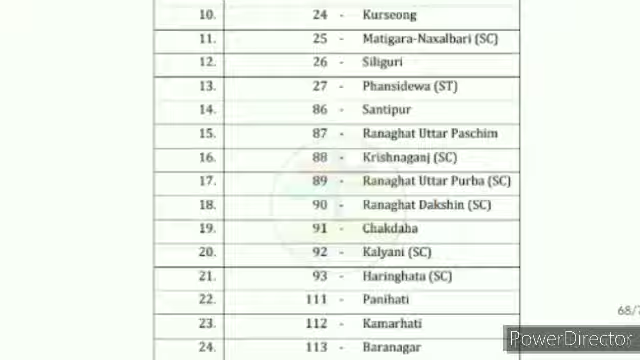 10. 24 - Kurseong
11. 25 - Matigara-Naxalbari (SC)
12. 26 - Siliguri
13. 27 - Phansidewa (ST)
14. 86 - Santipur
15. 87 - Ranaghat Uttar Paschim
16. 88 - Krishnaganj (SC)
17. 89 - Ranaghat Uttar Purba (SC)
18. 90 - Ranaghat Dakshin (SC)
19. 91 - Chakdaha
20. 92 - Kalyani (SC)
21. 93 - Haringhata (SC)
22. 111 - Panihati
23. 112 - Kamarhati
68/7
24. 113 - Baranagar
PowerDirector